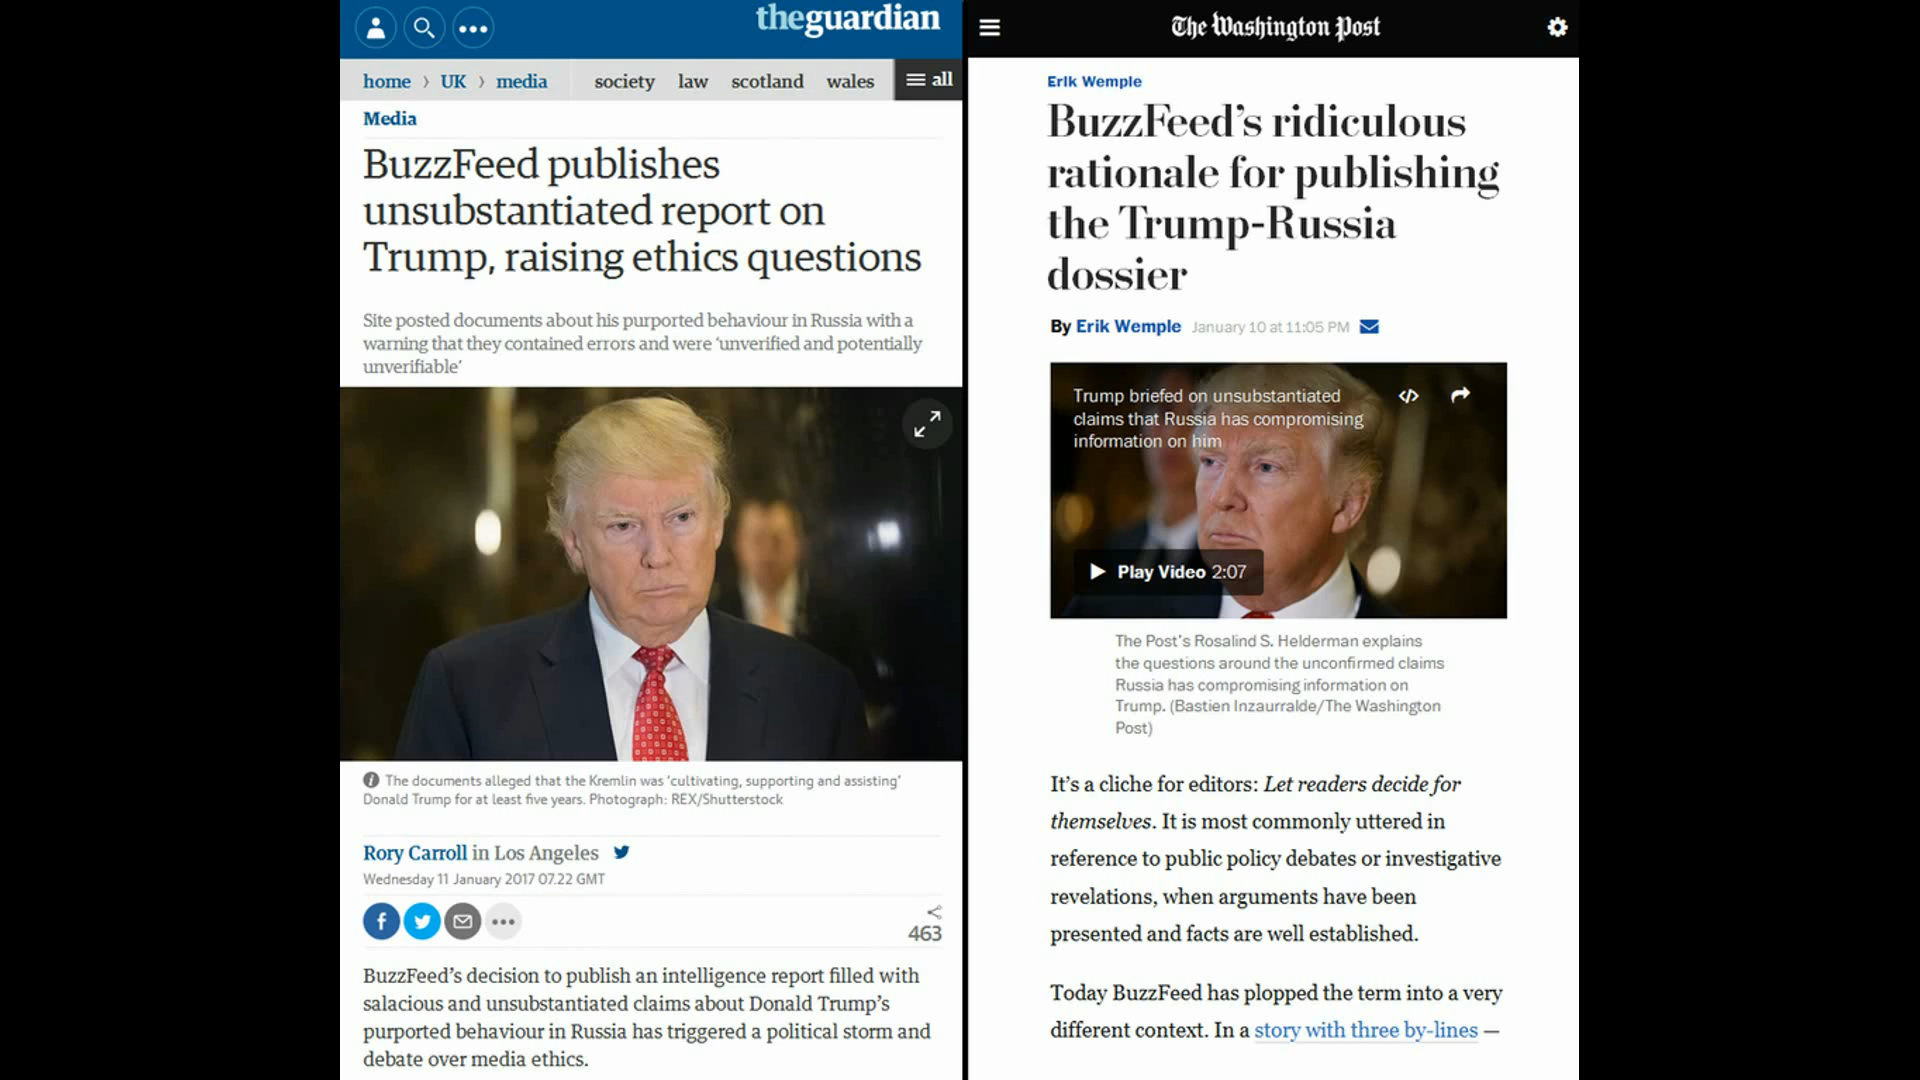 theguardian
home › UK › media society law scotland wales all
Media
BuzzFeed publishes
unsubstantiated report on
Trump, raising ethics questions
Site posted documents about his purported behaviour in Russia with a
warning that they contained errors and were ‘unverified and potentially
unverifiable’
The documents alleged that the Kremlin was ‘cultivating, supporting and assisting’
Donald Trump for at least five years. Photograph: REX/Shutterstock
Rory Carroll in Los Angeles
Wednesday 11 January 2017 07.22 GMT
463
BuzzFeed’s decision to publish an intelligence report filled with
salacious and unsubstantiated claims about Donald Trump’s
purported behaviour in Russia has triggered a political storm and
debate over media ethics.
The Washington Post
Erik Wemple
BuzzFeed’s ridiculous
rationale for publishing
the Trump-Russia
dossier
By Erik Wemple January 10 at 11:05 PM
Trump briefed on unsubstantiated
claims that Russia has compromising
information on him
Play Video 2:07
The Post’s Rosalind S. Helderman explains
the questions around the unconfirmed claims
Russia has compromising information on
Trump. (Bastien Inzaurralde/The Washington
Post)
It’s a cliche for editors: Let readers decide for
themselves. It is most commonly uttered in
reference to public policy debates or investigative
revelations, when arguments have been
presented and facts are well established.
Today BuzzFeed has plopped the term into a very
different context. In a story with three by-lines —